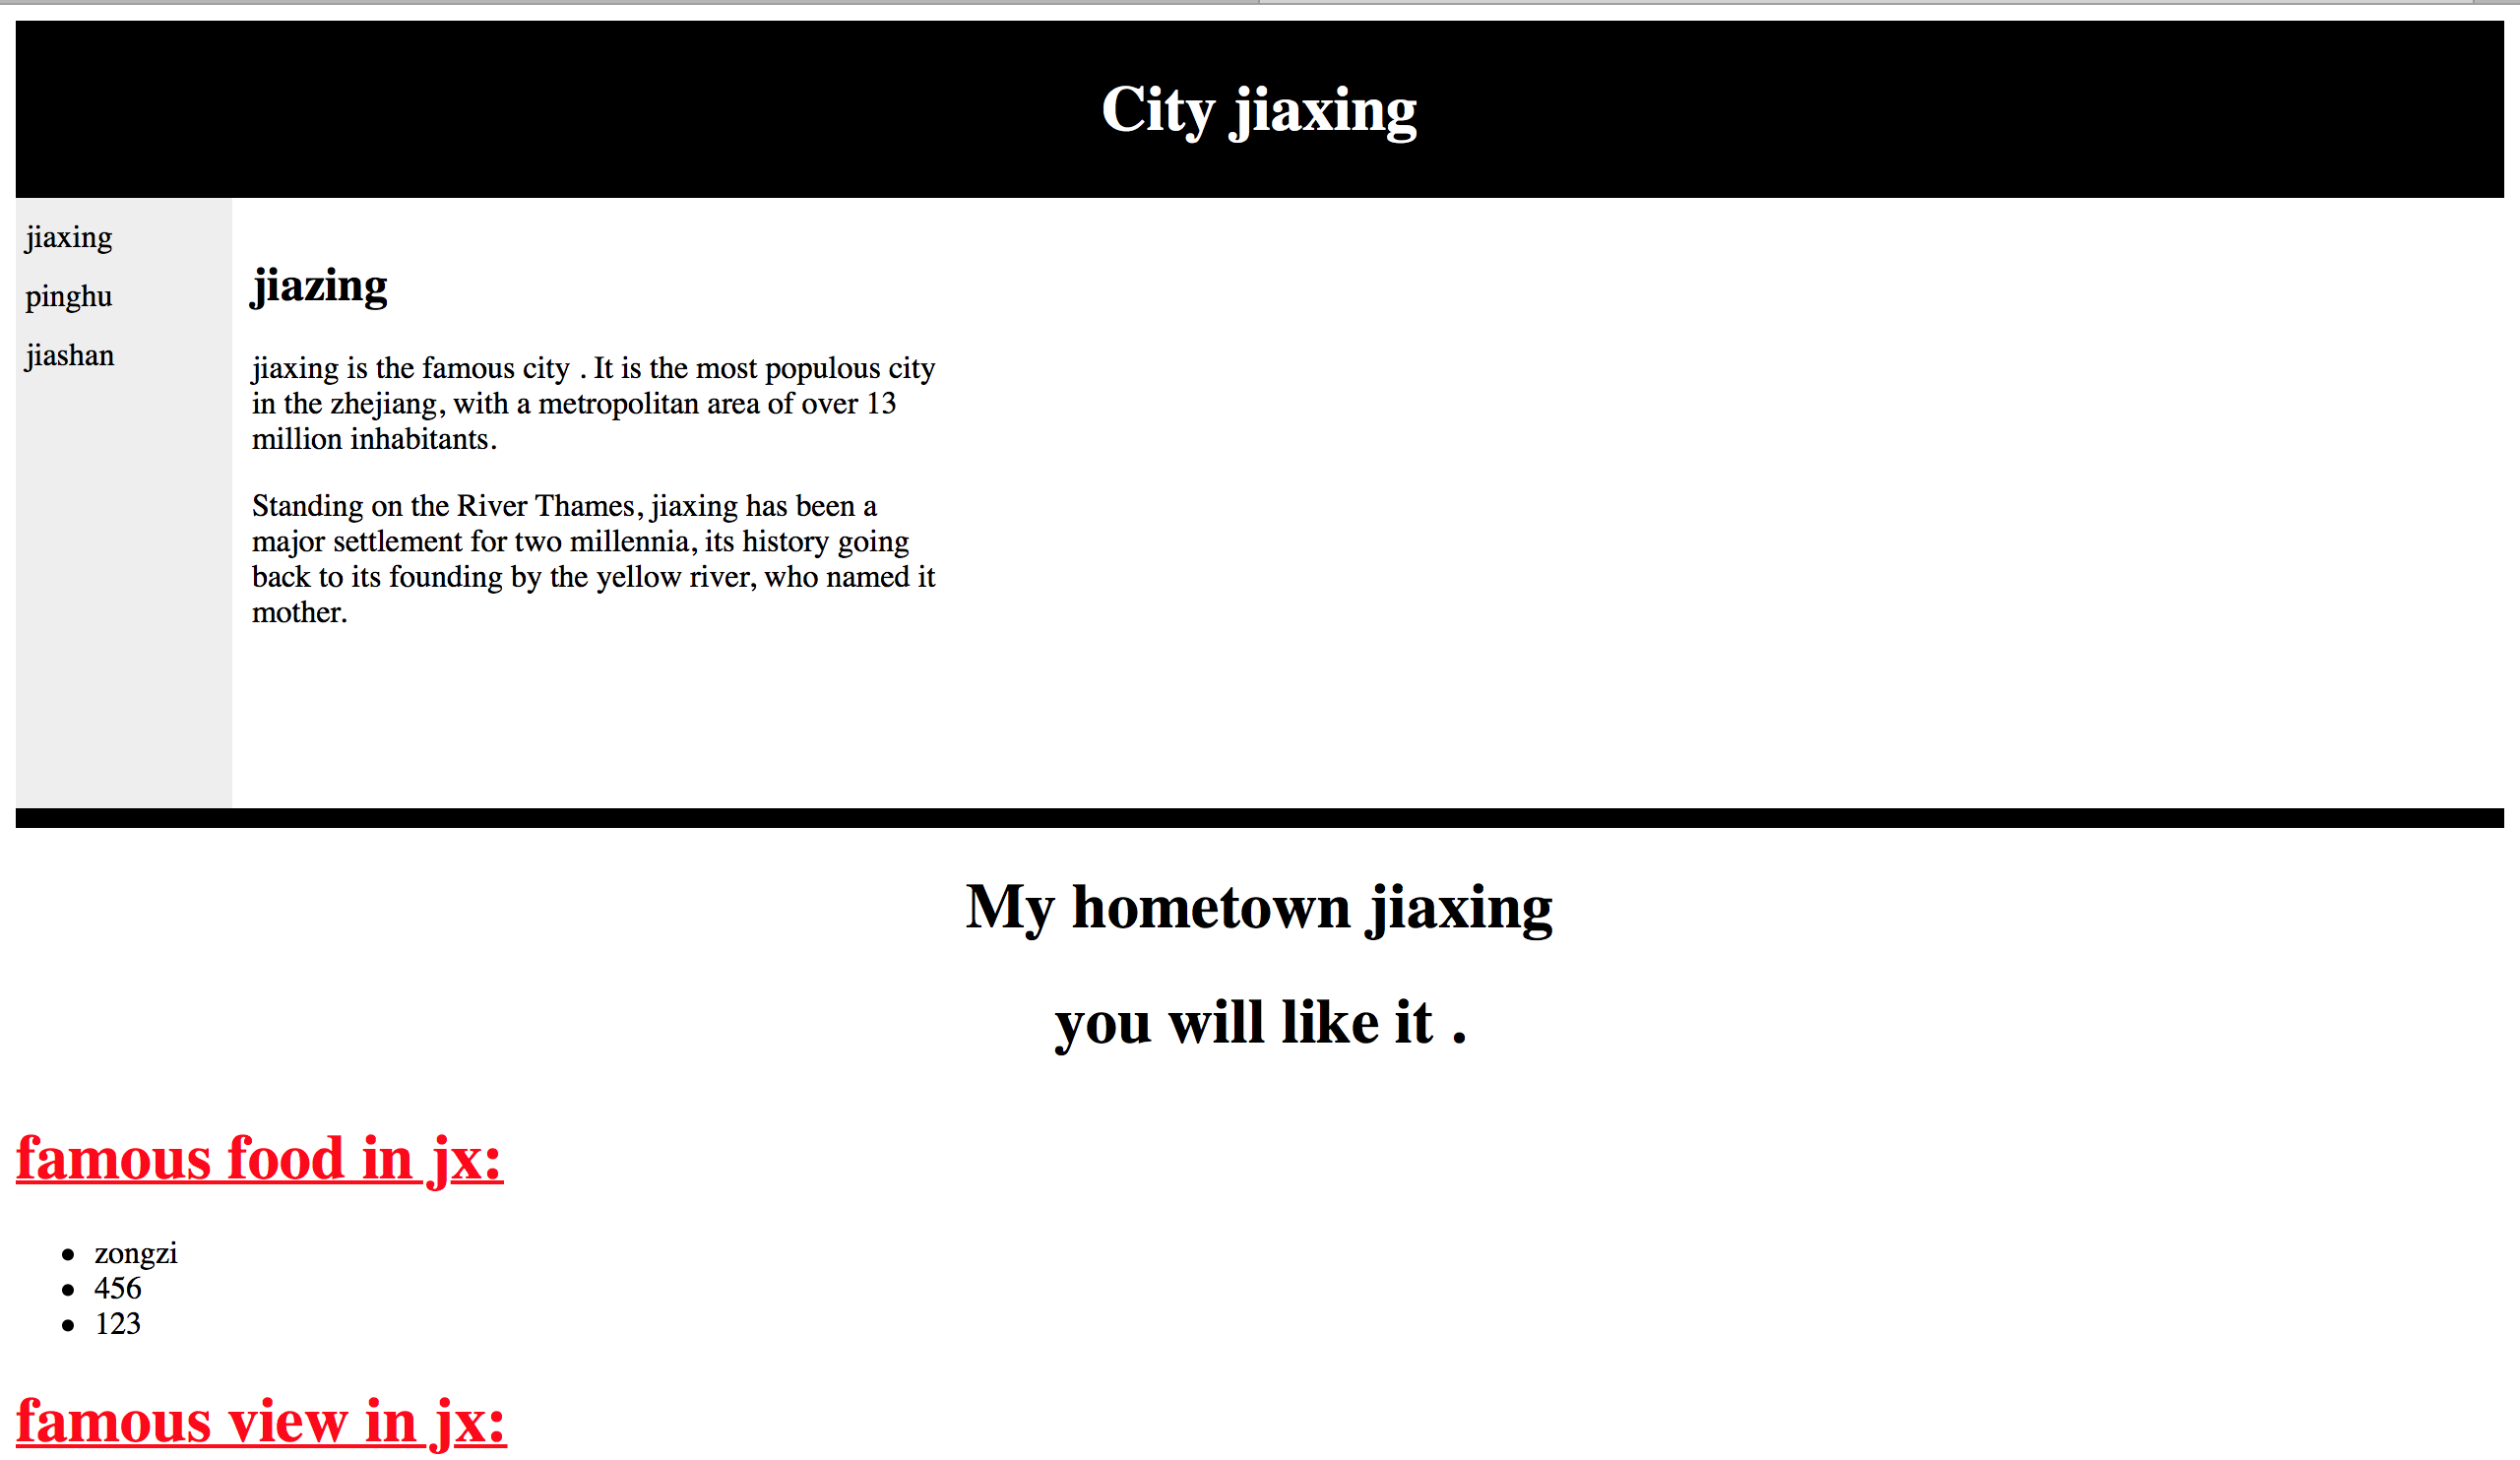 City jiaxing
jiaxing
pinghu
jiashan
jiazing
jiaxing is the famous city . It is the most populous city
in the zhejiang, with a metropolitan area of over 13
million inhabitants.
Standing on the River Thames, jiaxing has been a
major settlement for two millennia, its history going
back to its founding by the yellow river, who named it
mother.
My hometown jiaxing
you will like it .
famous food in jx:
zongzi
456
123
famous view in jx: